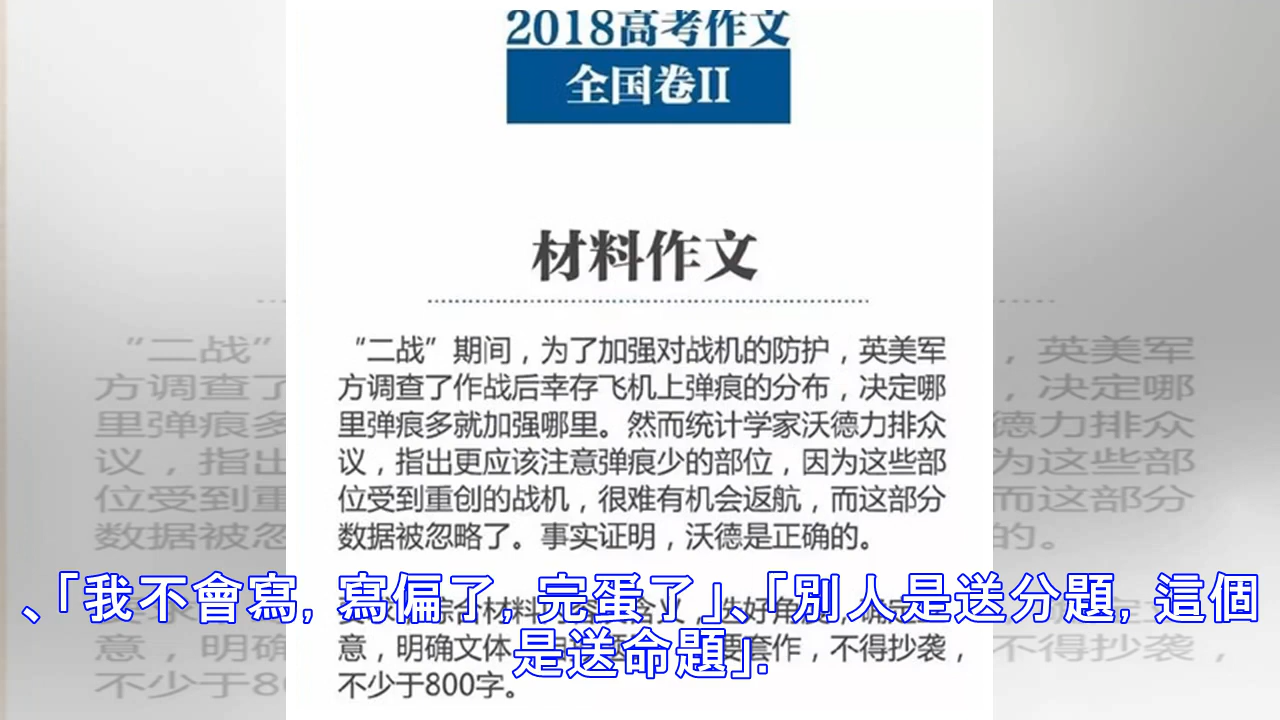 2018高考作文
全国卷II
材料作文
“二战”期间，为了加强对战机的防护，英美军
方调查了作战后幸存飞机上弹痕的分布，决定哪
里弹痕多就加强哪里。然而统计学家沃德力排众
议，指出更应该注意弹痕少的部位，因为这些部
位受到重创的战机，很难有机会返航，而这部分
数据被忽略了。事实证明，沃德是正确的。
、「我不會寫, 寫偏了, 完蛋了」、「別人是送分題, 這個
是送命題」.
意，明确文体
要套作，不得抄袭，
不少于800字。